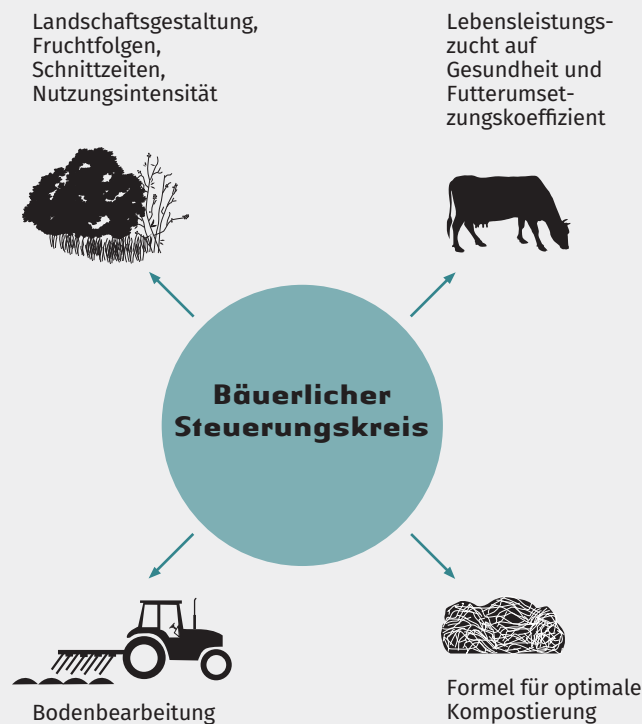 Landschaftsgestaltung,
Fruchtfolgen,
Schnittzeiten,
Nutzungsintensität
Lebensleistungs-
zucht auf
Gesundheit und
Futterumset-
zungskoeffizient
Bäuerlicher
Steuerungskreis
Bodenbearbeitung
Formel für optimale
Kompostierung